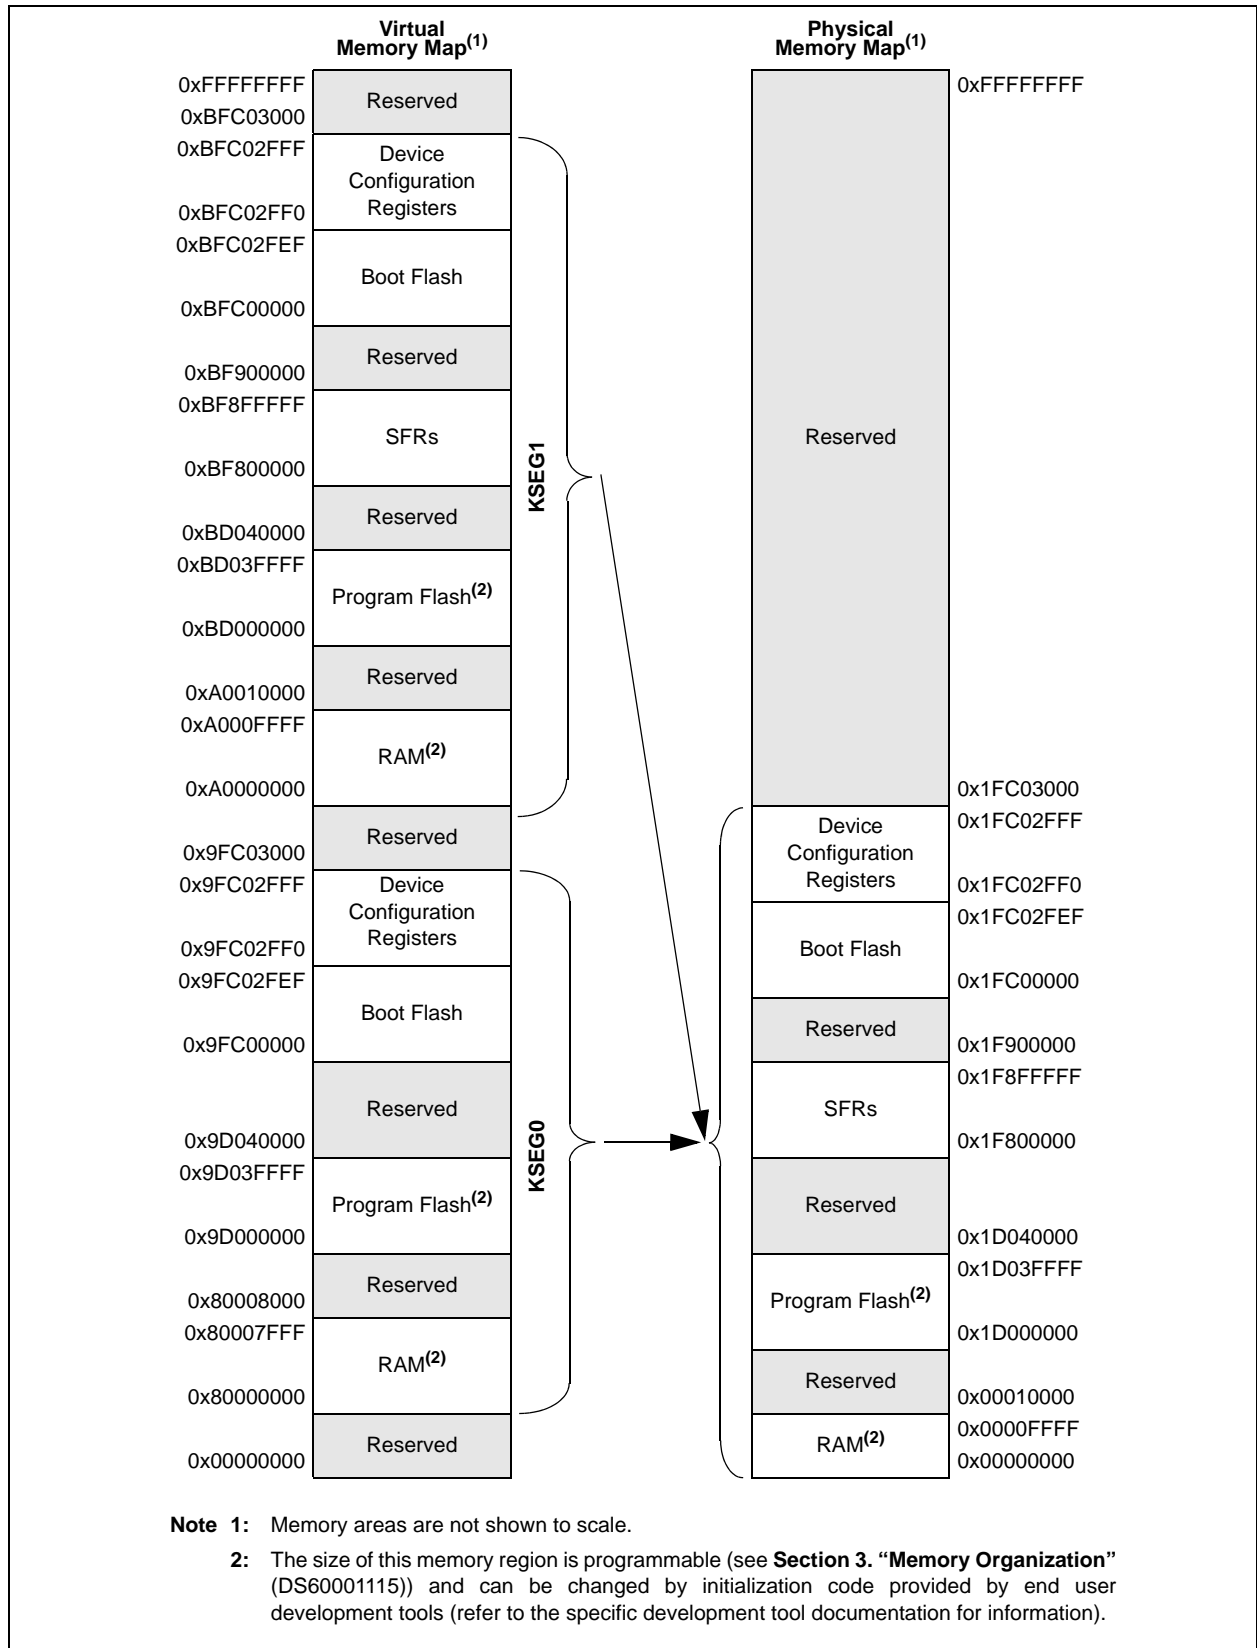 Virtual
Memory Map(1)
0xFFFFFFFF
Reserved
0xBFC03000
0xBFC02FFF
Device
Configuration
Registers
0xBFC02FF0
0xBFC02FEF
Boot Flash
0xBFC00000
Reserved
0xBF900000
0xBF8FFFFF
SFRs
0xBF800000
Reserved
0xBD040000
0xBD03FFFF
Program Flash(2)
0xBD000000
Reserved
0xA0010000
0xA000FFFF
RAM(2)
0xA0000000
Reserved
0x9FC03000
0x9FC02FFF
Device
Configuration
Registers
0x9FC02FF0
0x9FC02FEF
Boot Flash
0x9FC00000
Reserved
0x9D040000
0x9D03FFFF
Program Flash(2)
0x9D000000
Reserved
0x80008000
0x80007FFF
RAM(2)
0x80000000
Reserved
0x00000000
KSEG1
KSEG0
Physical
Memory Map(1)
0xFFFFFFFF
Reserved
0x1FC03000
0x1FC02FFF
Device
Configuration
Registers
0x1FC02FF0
0x1FC02FEF
Boot Flash
0x1FC00000
Reserved
0x1F900000
0x1F8FFFFF
SFRs
0x1F800000
Reserved
0x1D040000
0x1D03FFFF
Program Flash(2)
0x1D000000
Reserved
0x00010000
0x0000FFFF
RAM(2)
0x00000000
Note 1: Memory areas are not shown to scale.
2: The size of this memory region is programmable (see Section 3. “Memory Organization”
(DS60001115)) and can be changed by initialization code provided by end user
development tools (refer to the specific development tool documentation for information).